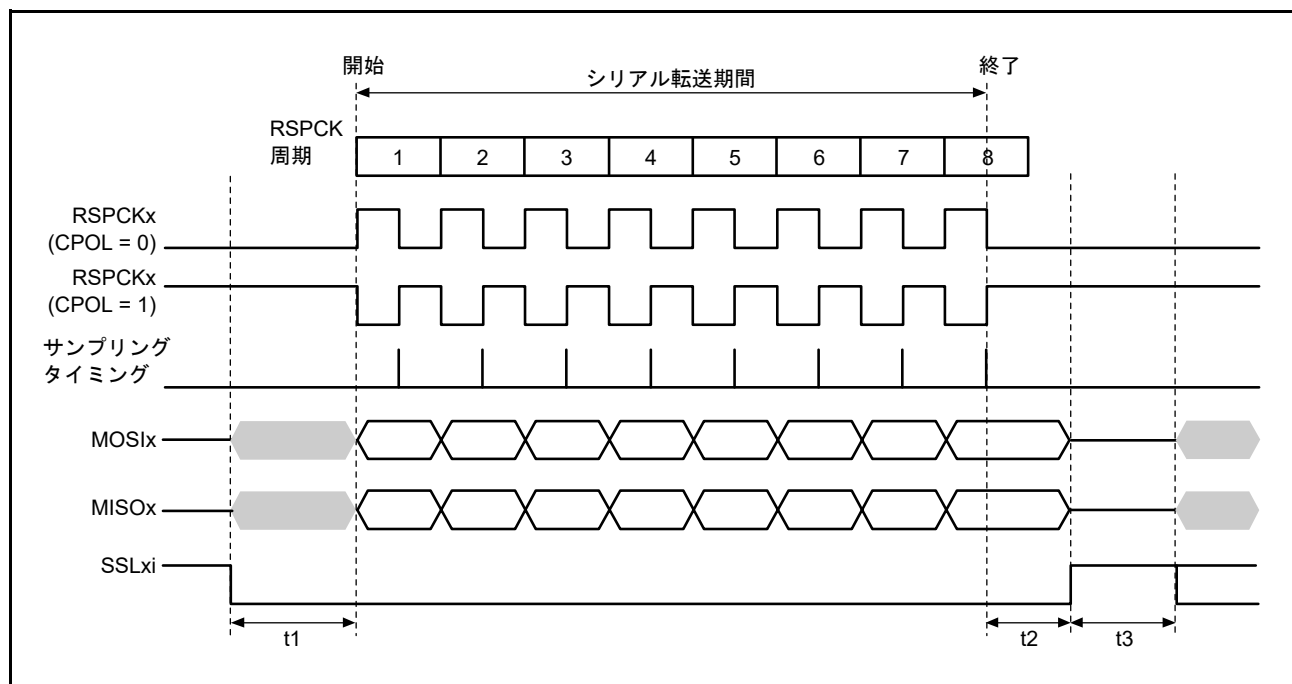 開始
終了
シリアル転送期間
RSPCK
周期
1 2 3 4 5 6 7 8
RSPCKx
(CPOL = 0)
RSPCKx
(CPOL = 1)
サンプリング
タイミング
MOSIx
MISOx
SSLxi
t1
t2
t3